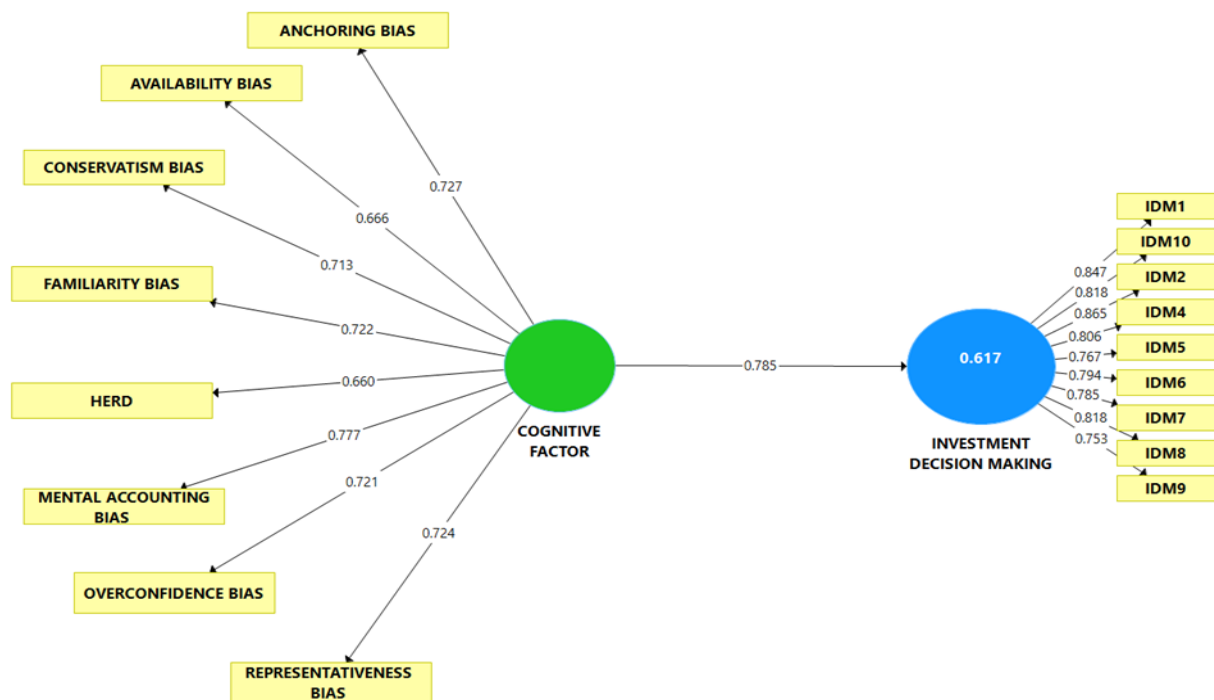 ANCHORING BIAS
AVAILABILITY BIAS
CONSERVATISM BIAS
FAMILIARITY BIAS
HERD
MENTAL ACCOUNTING
BIAS
OVERCONFIDENCE BIAS
REPRESENTATIVENESS
BIAS
0.727
0.666
0.713
0.722
0.660
0.777
0.721
0.724
COGNITIVE
FACTOR
0.785
0.617
INVESTMENT
DECISION MAKING
0.847
0.818
0.865
0.806
0.767
0.794
0.785
0.818
0.753
IDM1
IDM10
IDM2
IDM4
IDM5
IDM6
IDM7
IDM8
IDM9